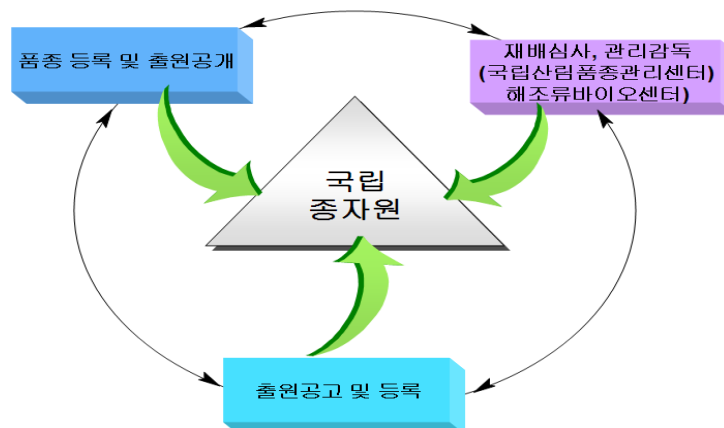 품종 등록 및 출원공개
재배심사, 관리감독
(국립산림품종관리센터)
해조류바이오센터)
국립
종자원
출원공고 및 등록